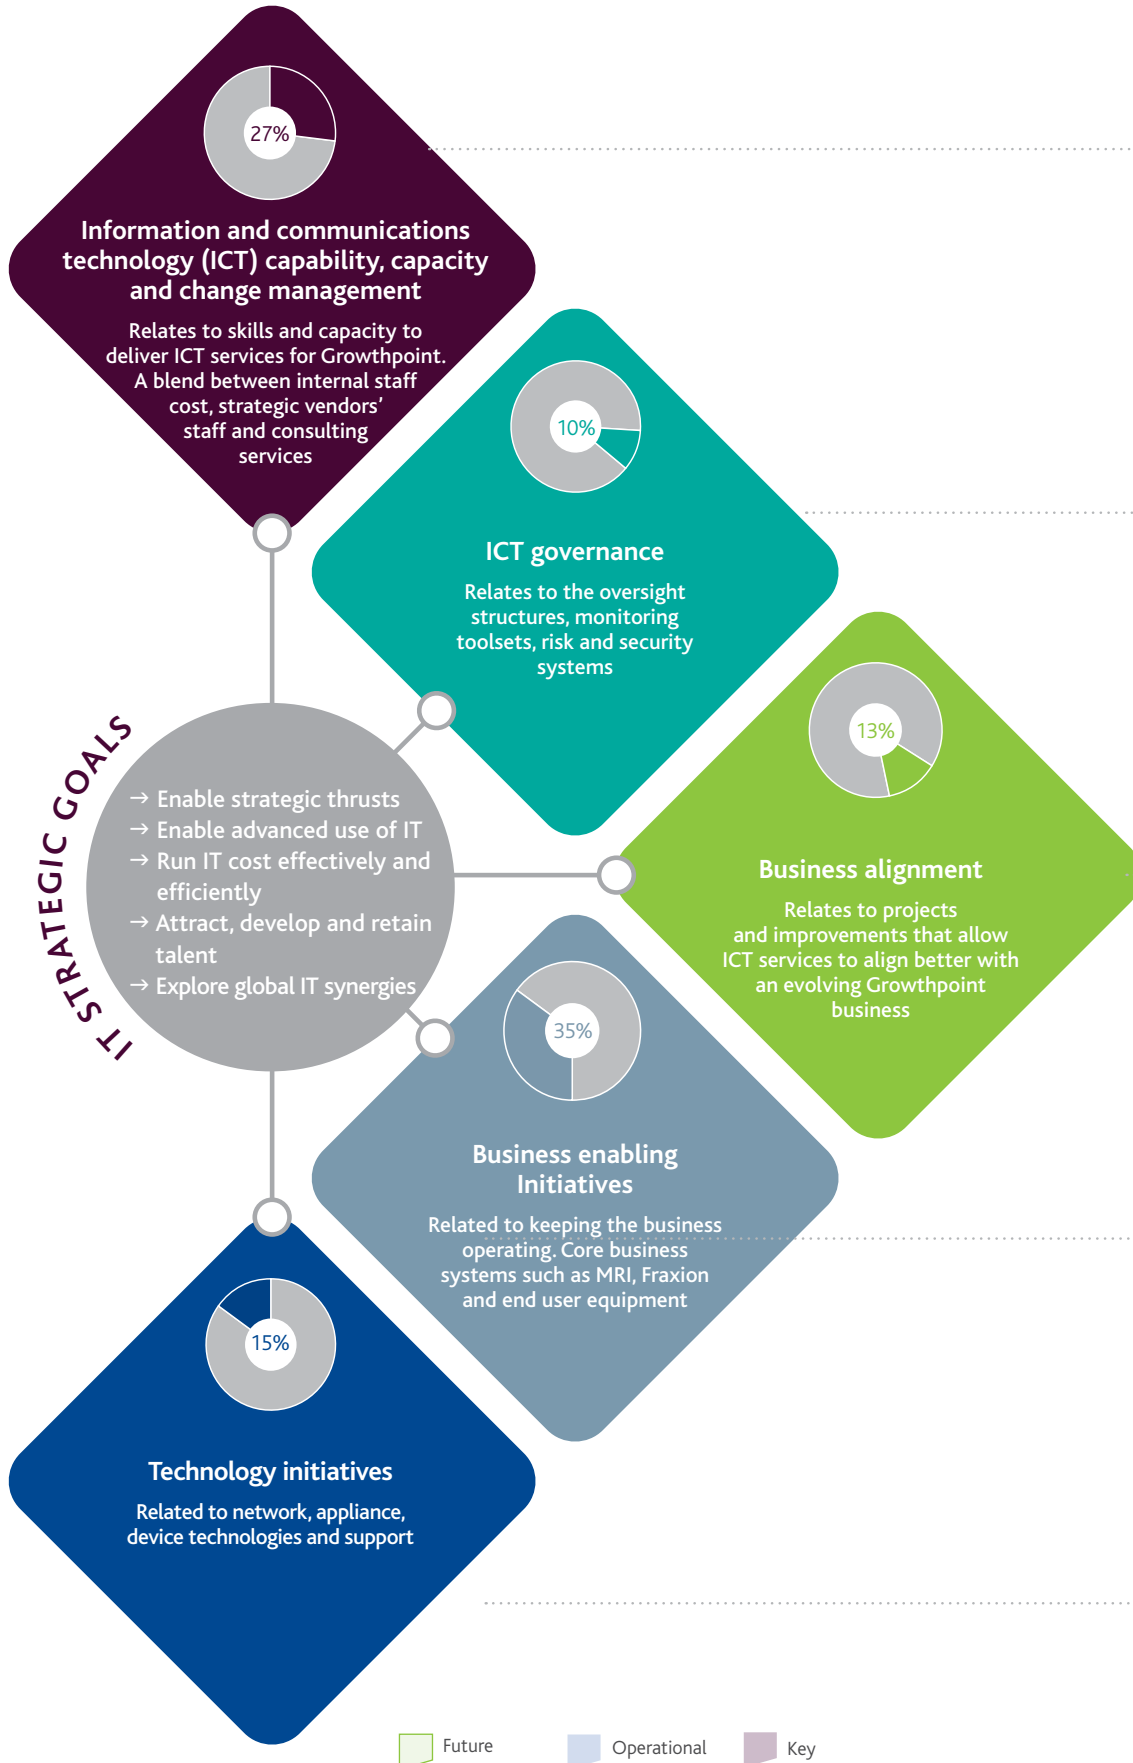 27%
Information and communications
technology (ICT) capability, capacity
and change management
Relates to skills and capacity to
deliver ICT services for Growthpoint.
A blend between internal staff
cost, strategic vendors’
staff and consulting
services
10%
ICT governance
Relates to the oversight
structures, monitoring
toolsets, risk and security
systems
13%
Business alignment
Relates to projects
and improvements that allow
ICT services to align better with
an evolving Growthpoint
business
IT STRATEGIC GOALS
→ Enable strategic thrusts
→ Enable advanced use of IT
→ Run IT cost effectively and
efficiently
→ Attract, develop and retain
talent
→ Explore global IT synergies
35%
Business enabling
Initiatives
Related to keeping the business
operating. Core business
systems such as MRI, Fraxion
and end user equipment
15%
Technology initiatives
Related to network, appliance,
device technologies and support
Future
Operational
Key